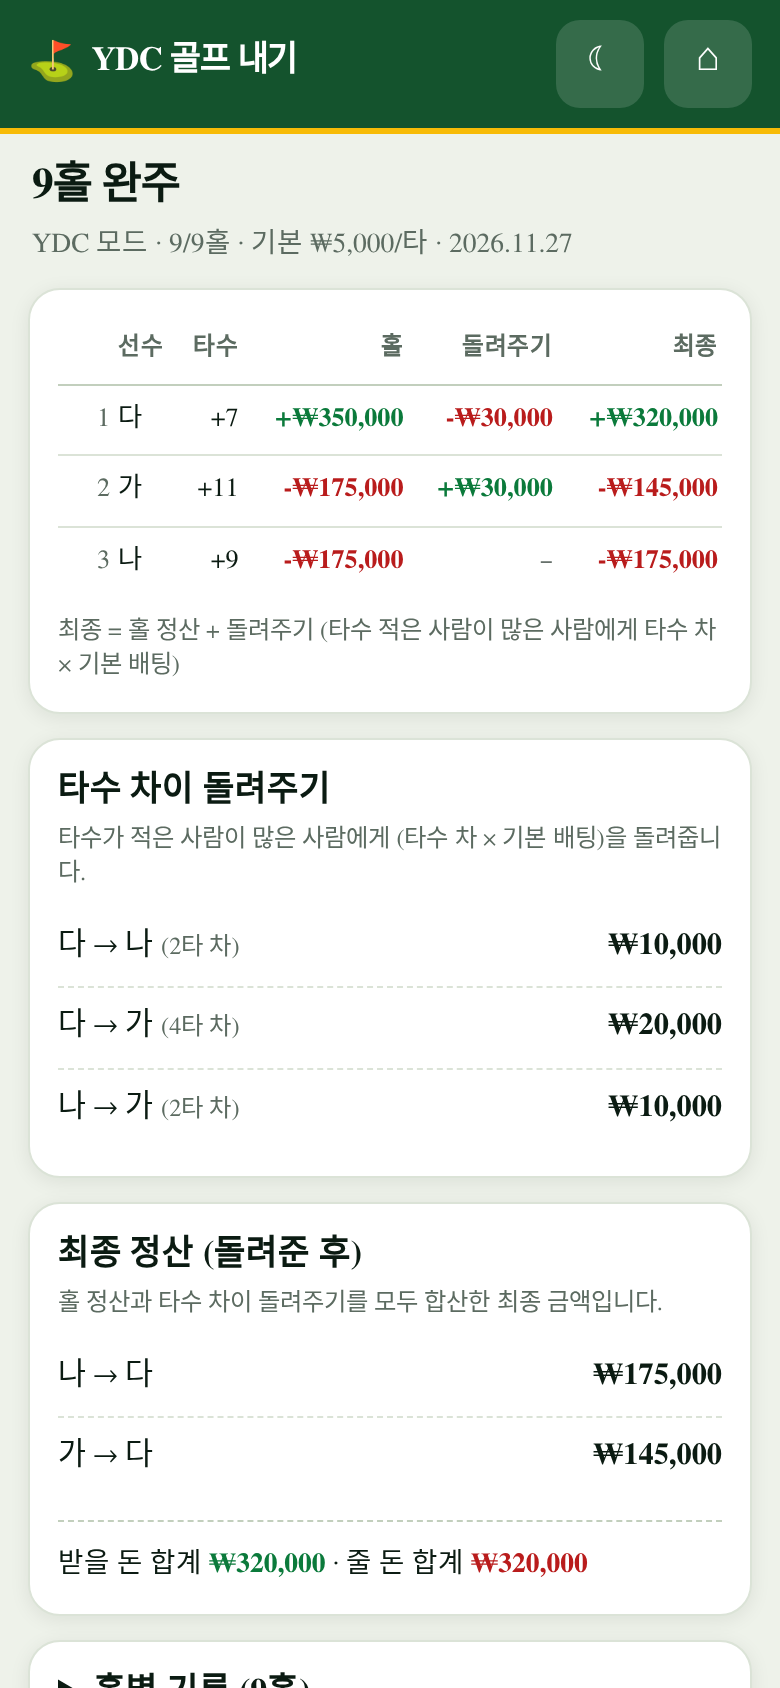 YDC 골프 내기
9홀 완주
YDC 모드 · 9/9홀 · 기본 ₩5,000/타 · 2026.11.27
선수 타수 홀 돌려주기 최종
1 다 +7 +₩350,000 -₩30,000 +₩320,000
2 가 +11 -₩175,000 +₩30,000 -₩145,000
3 나 +9 -₩175,000 – -₩175,000
최종 = 홀 정산 + 돌려주기 (타수 적은 사람이 많은 사람에게 타수 차
× 기본 배팅)
타수 차이 돌려주기
타수가 적은 사람이 많은 사람에게 (타수 차 × 기본 배팅)을 돌려줍니
다.
다 → 나 (2타 차) ₩10,000
다 → 가 (4타 차) ₩20,000
나 → 가 (2타 차) ₩10,000
최종 정산 (돌려준 후)
홀 정산과 타수 차이 돌려주기를 모두 합산한 최종 금액입니다.
나 → 다 ₩175,000
가 → 다 ₩145,000
받을 돈 합계 ₩320,000 · 줄 돈 합계 ₩320,000
홀별 기록 (9홀)